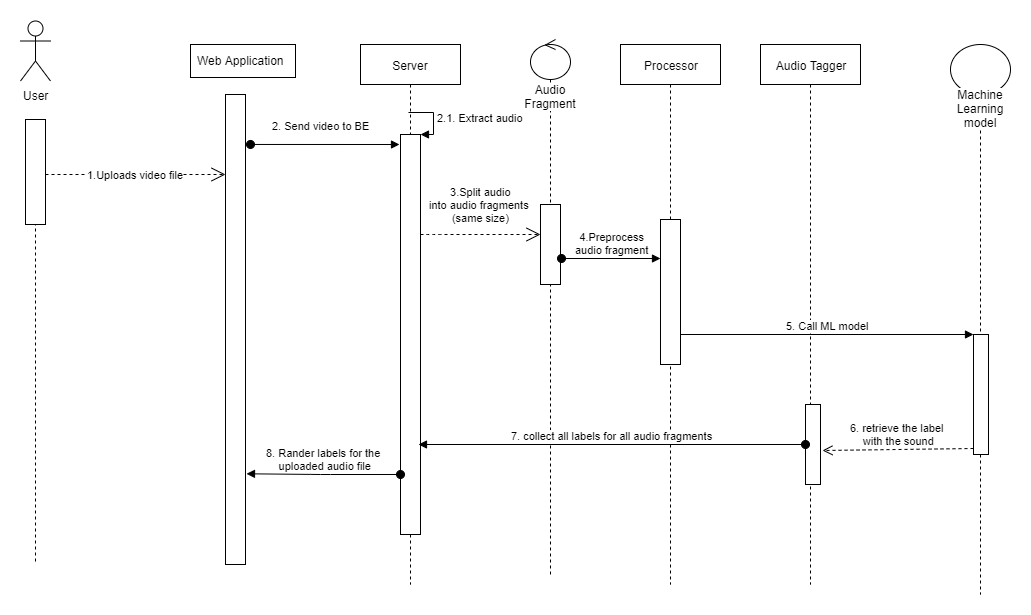 User
Web Application
Server
Audio
Fragment
Processor
Audio Tagger
Machine
Learning
model
1.Uploads video file
2. Send video to BE
2.1. Extract audio
3.Split audio
into audio fragments
(same size)
4.Preprocess
audio fragment
5. Call ML model
6. retrieve the label
with the sound
7. collect all labels for all audio fragments
8. Rander labels for the
uploaded audio file